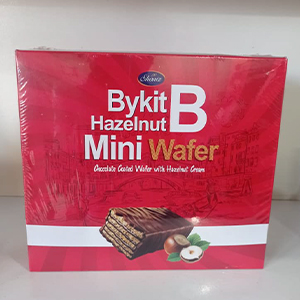 Shirin
Bykit B
Hazelnut
Mini Wafer
Chocolate Coated Wafer with Hazelnut Cream